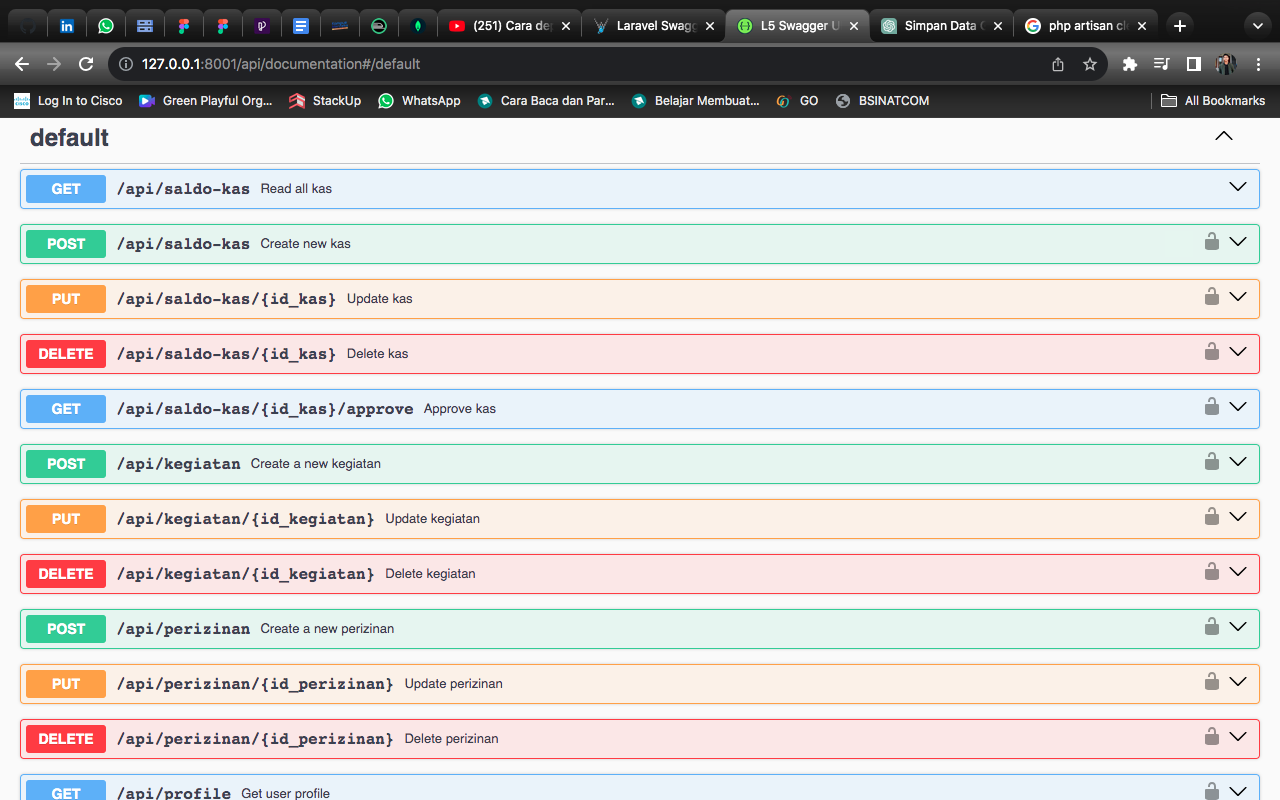 (251) Cara de
Laravel Swagg
L5 Swagger U
Simpan Data
php artisan cl
127.0.0.1:8001/api/documentation#/default
Log In to Cisco
Green Playful Org...
StackUp
WhatsApp
Cara Baca dan Par...
Belajar Membuat...
GO
BSINATCOM
All Bookmarks
default
GET /api/saldo-kas Read all kas
POST /api/saldo-kas Create new kas
PUT /api/saldo-kas/{id_kas} Update kas
DELETE /api/saldo-kas/{id_kas} Delete kas
GET /api/saldo-kas/{id_kas}/approve Approve kas
POST /api/kegiatan Create a new kegiatan
PUT /api/kegiatan/{id_kegiatan} Update kegiatan
DELETE /api/kegiatan/{id_kegiatan} Delete kegiatan
POST /api/perizinan Create a new perizinan
PUT /api/perizinan/{id_perizinan} Update perizinan
DELETE /api/perizinan/{id_perizinan} Delete perizinan
GET /api/profile Get user profile